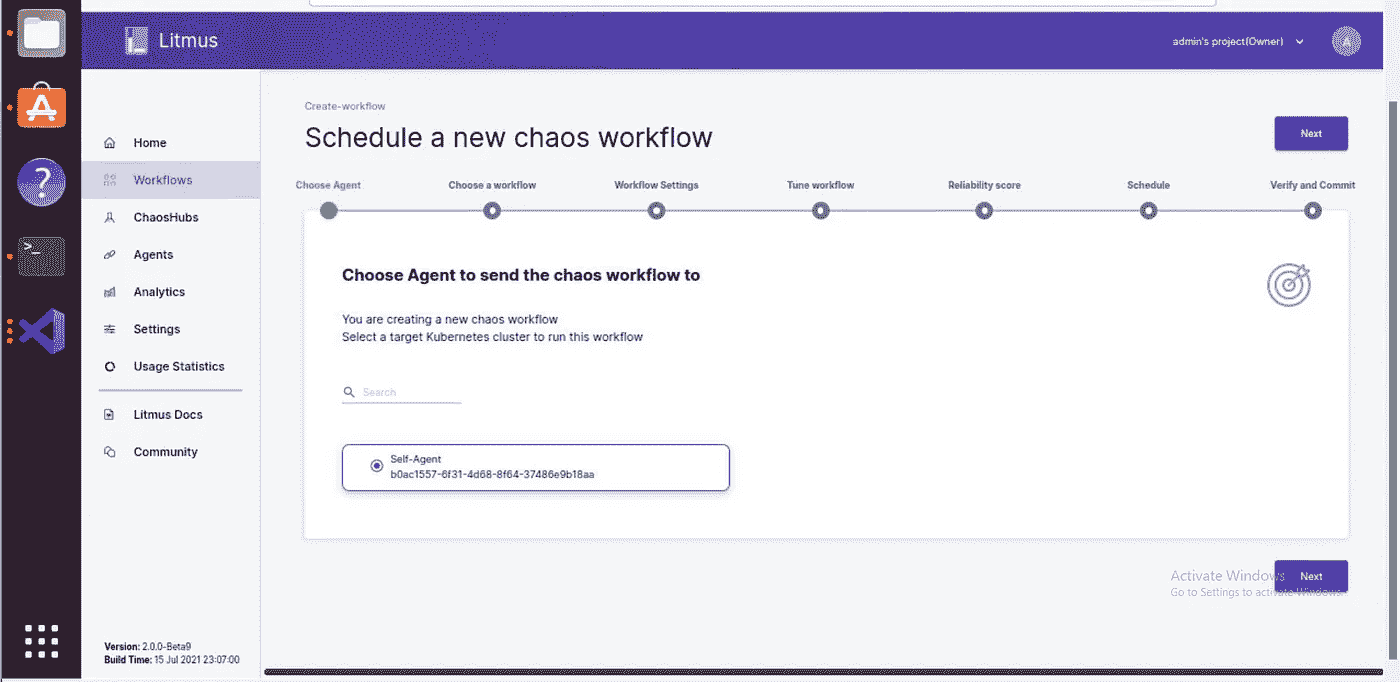 Litmus
admin's project(Owner)
A
Home
Workflows
ChaosHubs
Agents
Analytics
Settings
Usage Statistics
Litmus Docs
Community
Version: 2.0.0-Beta9
Build Time: 15 Jul 2021 23:07:00
Create-workflow
Schedule a new chaos workflow
Next
Choose Agent
Choose a workflow
Workflow Settings
Tune workflow
Reliability score
Schedule
Verify and Commit
Choose Agent to send the chaos workflow to
You are creating a new chaos workflow
Select a target Kubernetes cluster to run this workflow
Search
Self-Agent
b0ac1557-6f31-4d68-8f64-37486e9b18aa
Next
Activate Windows
Go to Settings to activate Windows.